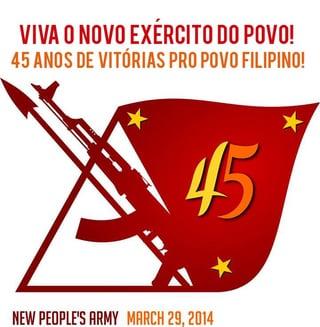 VIVA O NOVO EXÉRCITO DO POVO!
45 ANOS DE VITÓRIAS PRO POVO FILIPINO!
45
NEW PEOPLE'S ARMY MARCH 29, 2014